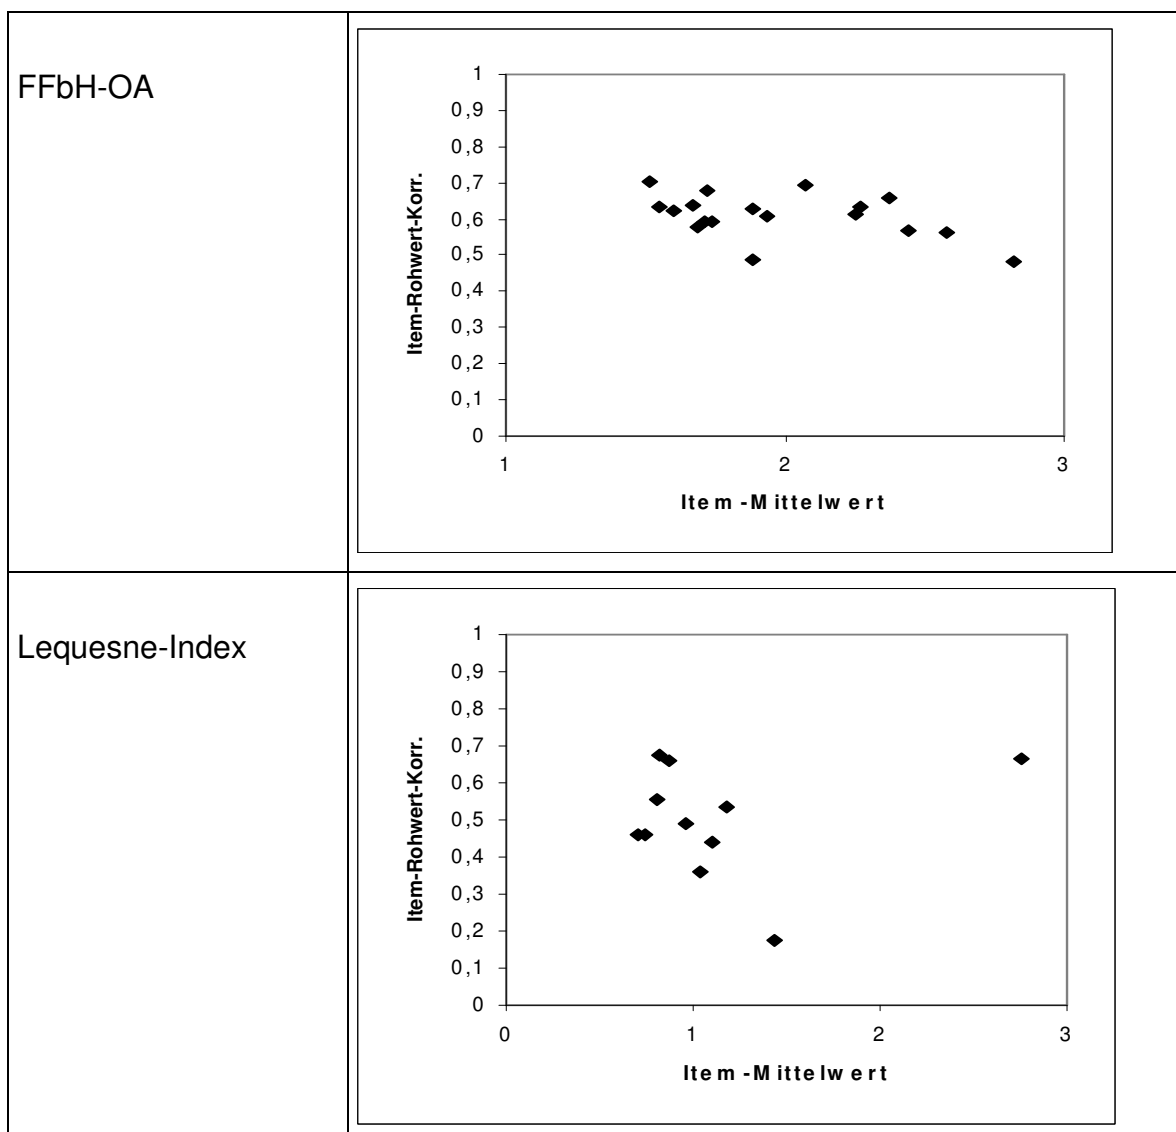 FFbH-OA
1
0,9
0,8
0,7
0,6
0,5
0,4
0,3
0,2
0,1
0
Item-Rohwert-Korr.
1 2 3
Item-Mittelwert
Lequesne-Index
1
0,9
0,8
0,7
0,6
0,5
0,4
0,3
0,2
0,1
0
Item-Rohwert-Korr.
0 1 2 3
Item-Mittelwert